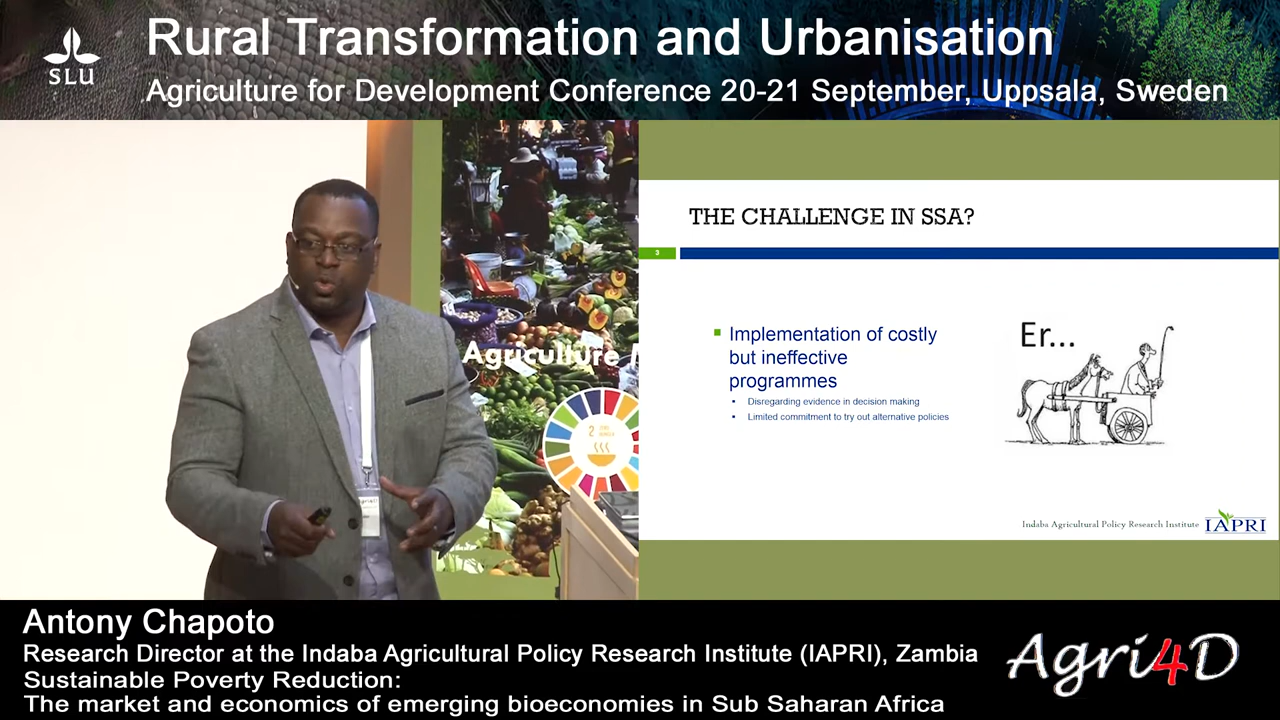 SLU
Rural Transformation and Urbanisation
Agriculture for Development Conference 20-21 September, Uppsala, Sweden
Agriculture
2
THE CHALLENGE IN SSA?
3
Implementation of costly
but ineffective
programmes
Disregarding evidence in decision making
Limited commitment to try out alternative policies
Er...
Indaba Agricultural Policy Research Institute IAPRI
Antony Chapoto
Research Director at the Indaba Agricultural Policy Research Institute (IAPRI), Zambia
Sustainable Poverty Reduction:
The market and economics of emerging bioeconomies in Sub Saharan Africa
Agri4D